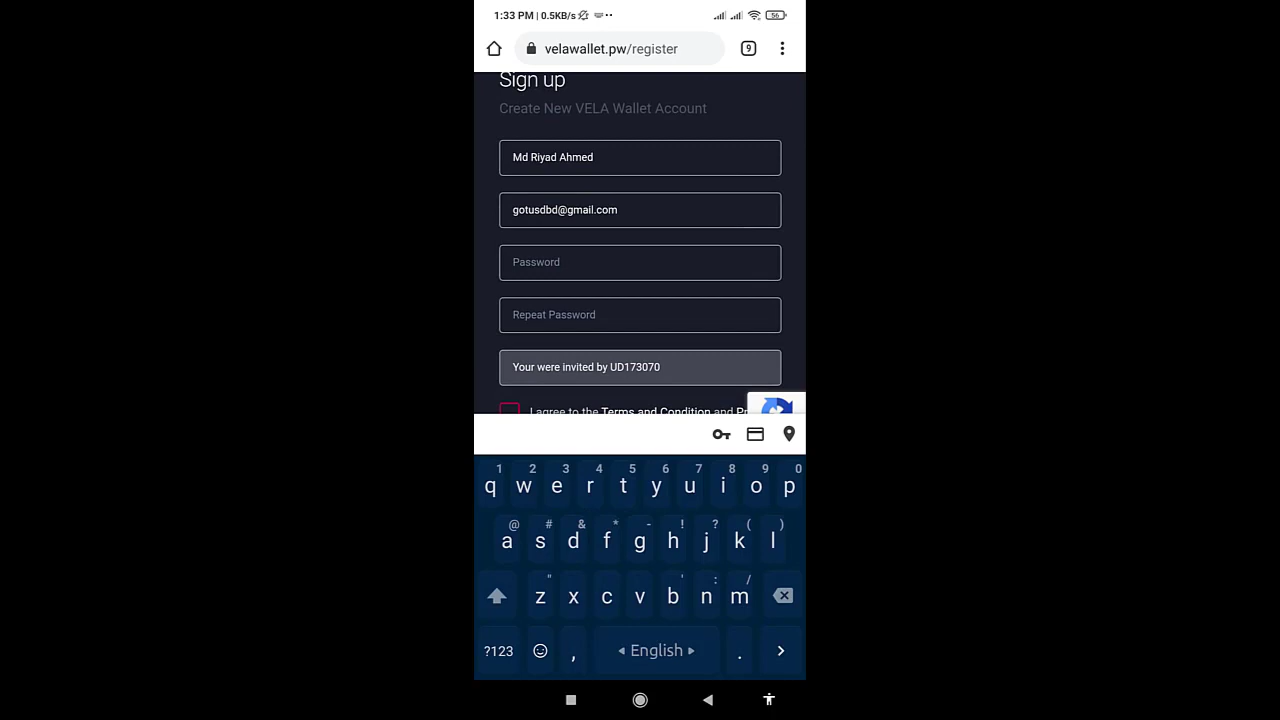 1:33 PM | 0.5KB/s
56
velawallet.pw/register
9
Sign up
Create New VELA Wallet Account
Md Riyad Ahmed
gotusdbd@gmail.com
Password
Repeat Password
Your were invited by UD173070
I agree to the Terms and Condition and
1 2 3 4 5 6 7 8 9 0
q w e r t y u i o p
@ # & * - ! ? ( )
a s d f g h j k l
" ' : /
z x c v b n m
?123 , English .